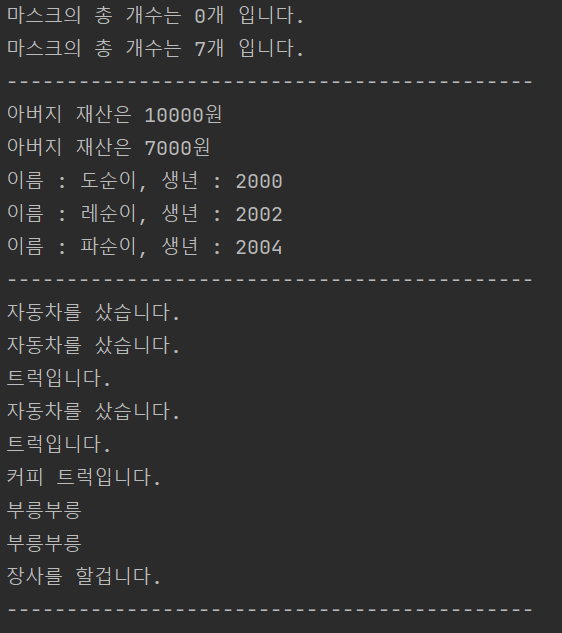 마스크의 총 개수는 0개 입니다.
마스크의 총 개수는 7개 입니다.
--------------------------------------------
아버지 재산은 10000원
아버지 재산은 7000원
이름 : 도순이, 생년 : 2000
이름 : 레순이, 생년 : 2002
이름 : 파순이, 생년 : 2004
--------------------------------------------
자동차를 샀습니다.
자동차를 샀습니다.
트럭입니다.
자동차를 샀습니다.
트럭입니다.
커피 트럭입니다.
부릉부릉
부릉부릉
장사를 할겁니다.
--------------------------------------------